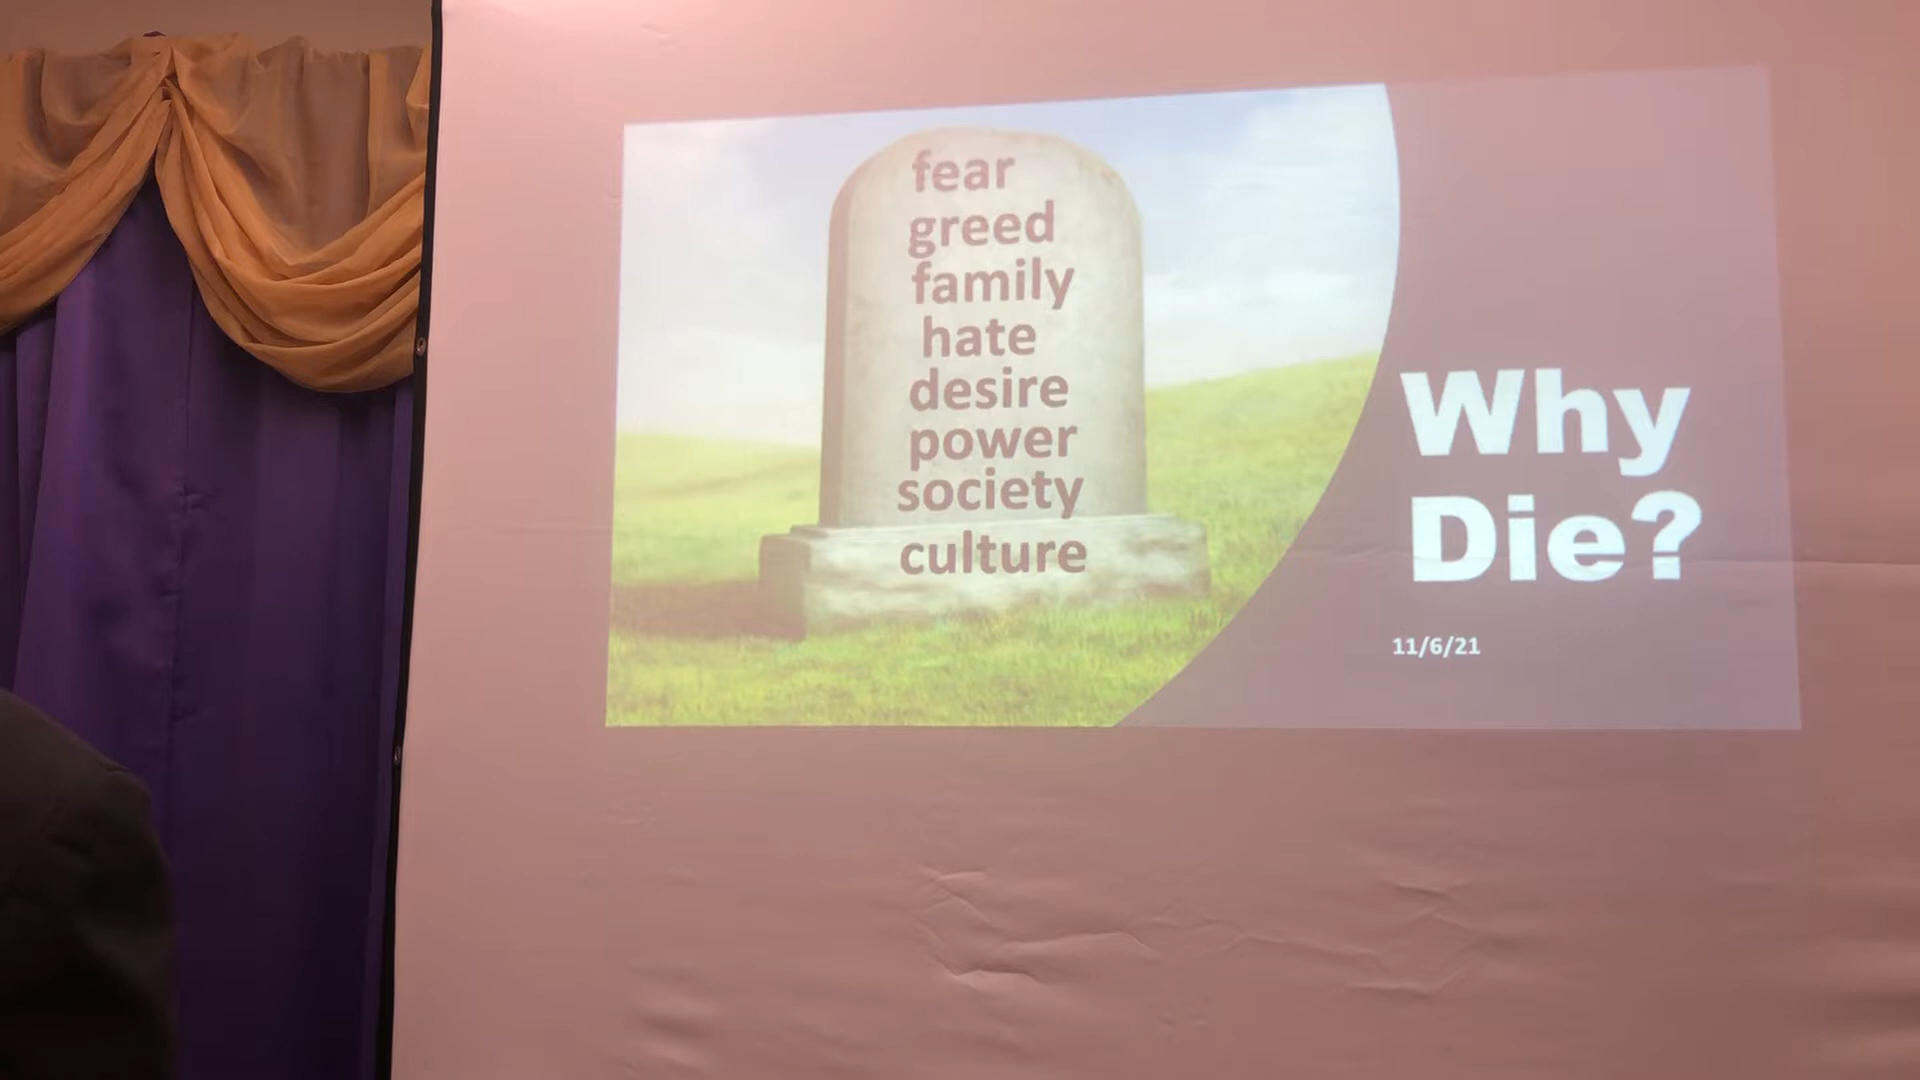 fear
greed
family
hate
desire
power
society
culture
Why
Die?
11/6/21